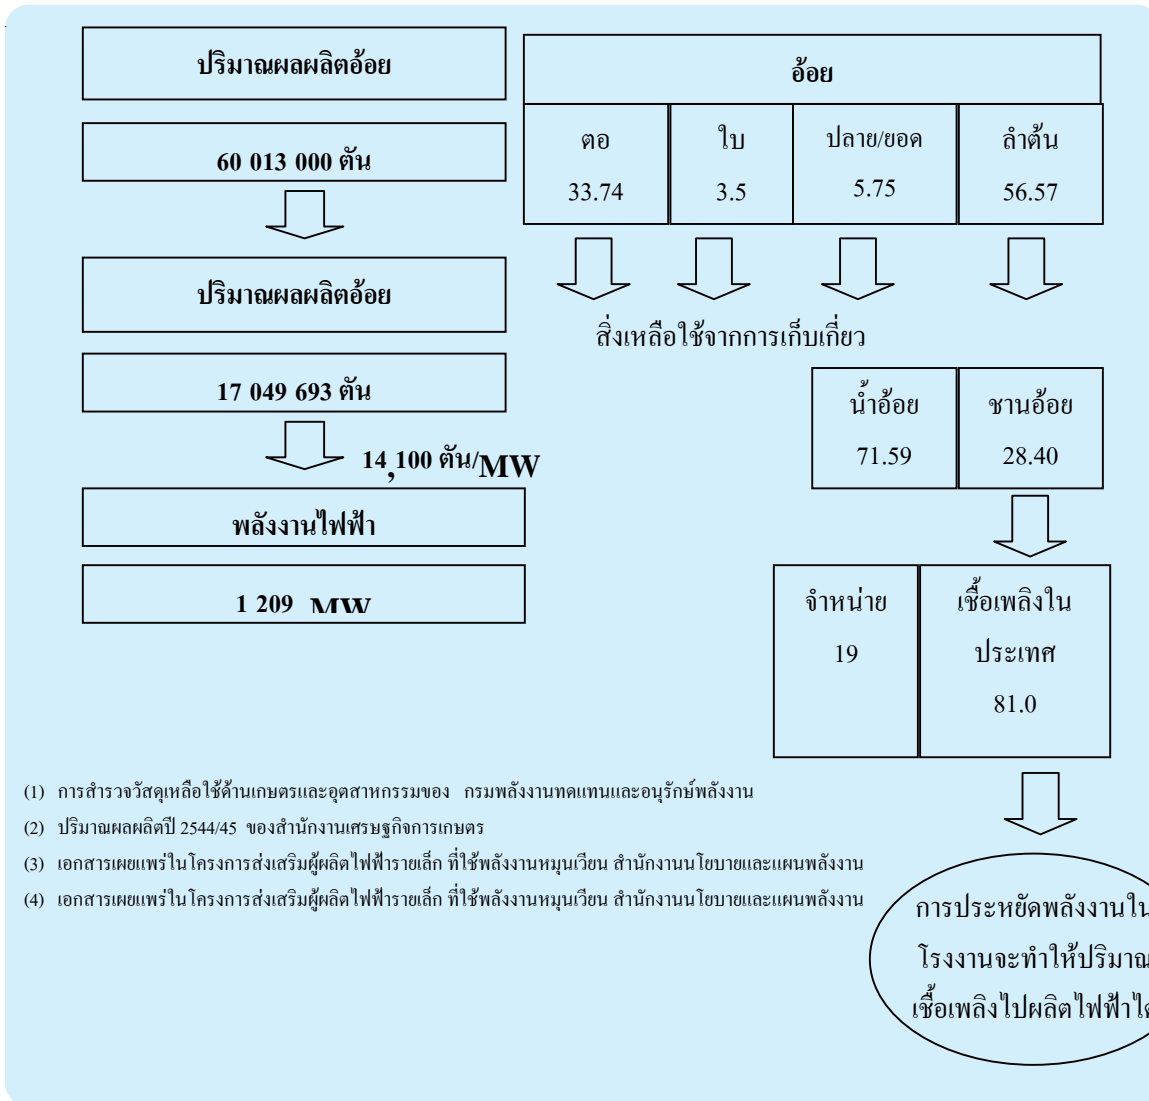 ปริมาณผลผลิตอ้อย
60 013 000 ตัน
ปริมาณผลผลิตอ้อย
17 049 693 ตัน
14,100 ตัน/MW
พลังงานไฟฟ้า
1 209 MW
อ้อย
ตอ ใบ ปลาย/ยอด ลำต้น
33.74 3.5 5.75 56.57
สิ่งเหลือใช้จากการเก็บเกี่ยว
น้ำอ้อย ชานอ้อย
71.59 28.40
จำหน่าย เชื้อเพลิงใน
19 ประเทศ
81.0
(1) การสำรวจวัสดุเหลือใช้ด้านเกษตรและอุตสาหกรรมของ กรมพลังงานทดแทนและอนุรักษ์พลังงาน
(2) ปริมาณผลผลิตปี 2544/45 ของสำนักงานเศรษฐกิจการเกษตร
(3) เอกสารเผยแพร่ในโครงการส่งเสริมผู้ผลิตไฟฟ้ารายเล็ก ที่ใช้พลังงานหมุนเวียน สำนักงานนโยบายและแผนพลังงาน
(4) เอกสารเผยแพร่ในโครงการส่งเสริมผู้ผลิตไฟฟ้ารายเล็ก ที่ใช้พลังงานหมุนเวียน สำนักงานนโยบายและแผนพลังงาน
การประหยัดพลังงานใน
โรงงานจะทำให้ปริมาณ
เชื้อเพลิงไปผลิตไฟฟ้า